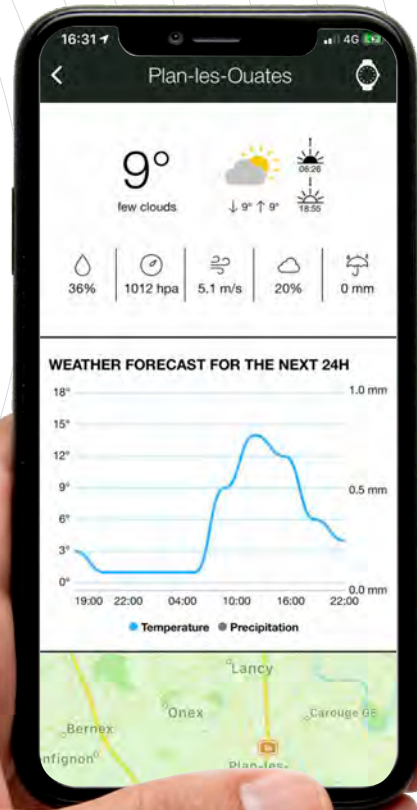 16:31 4G
Plan-les-Ouates
9°
few clouds
↓ 9° ↑ 9°
06:26
18:55
36% 1012 hpa 5.1 m/s 20% 0 mm
WEATHER FORECAST FOR THE NEXT 24H
18° 1.0 mm
15°
12°
9° 0.5 mm
6°
3°
0° 0.0 mm
19:00 22:00 04:00 10:00 16:00 22:00
Temperature Precipitation
Lancy
Onex
Carouge GE
Bernex
nfignon
Plan-les-